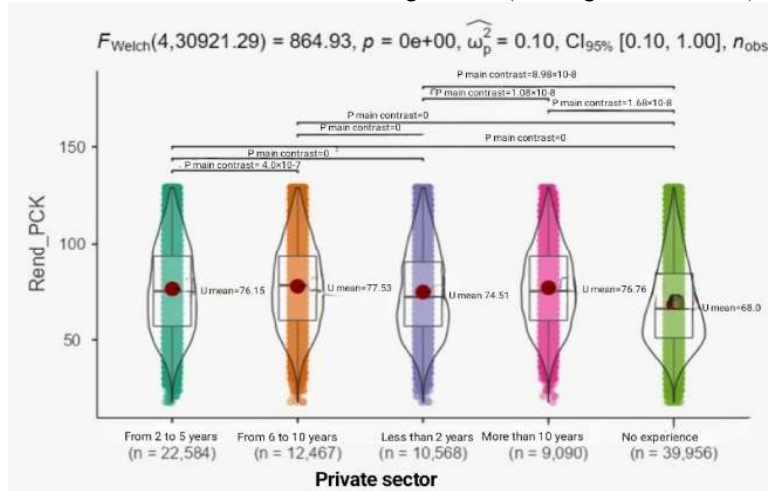 F Welch(4,30921.29) = 864.93, p = 0e+00, ω²p = 0.10, CI95% [0.10, 1.00], nobs
P main contrast=8.98×10-8
P main contrast=1.08×10-8
P main contrast=1.68×10-8
P main contrast=0
P main contrast=0
P main contrast=0
P main contrast=0
P main contrast= 4.0×10-7
150
100
50
Rend_PCK
U mean=76.15
U mean=77.53
U mean 74.51
U mean=76.76
U mean=68.0
From 2 to 5 years
(n = 22,584)
From 6 to 10 years
(n = 12,467)
Less than 2 years
(n = 10,568)
More than 10 years
(n = 9,090)
No experience
(n = 39,956)
Private sector